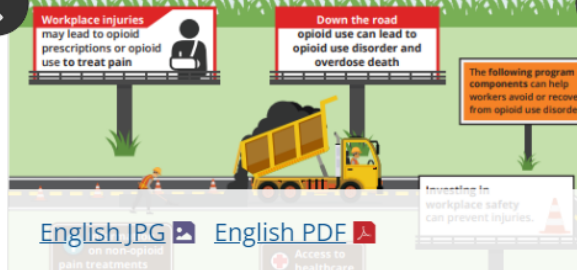 Workplace injuries
may lead to opioid
prescriptions or opioid
use to treat pain
Down the road
opioid use can lead to
opioid use disorder and
overdose death
The following program
components can help
workers avoid or recove
from opioid use disorde
Investing in
workplace safety
can prevent injuries.
English JPG
English PDF
on non-opioid
pain treatments
Access to
healthcare